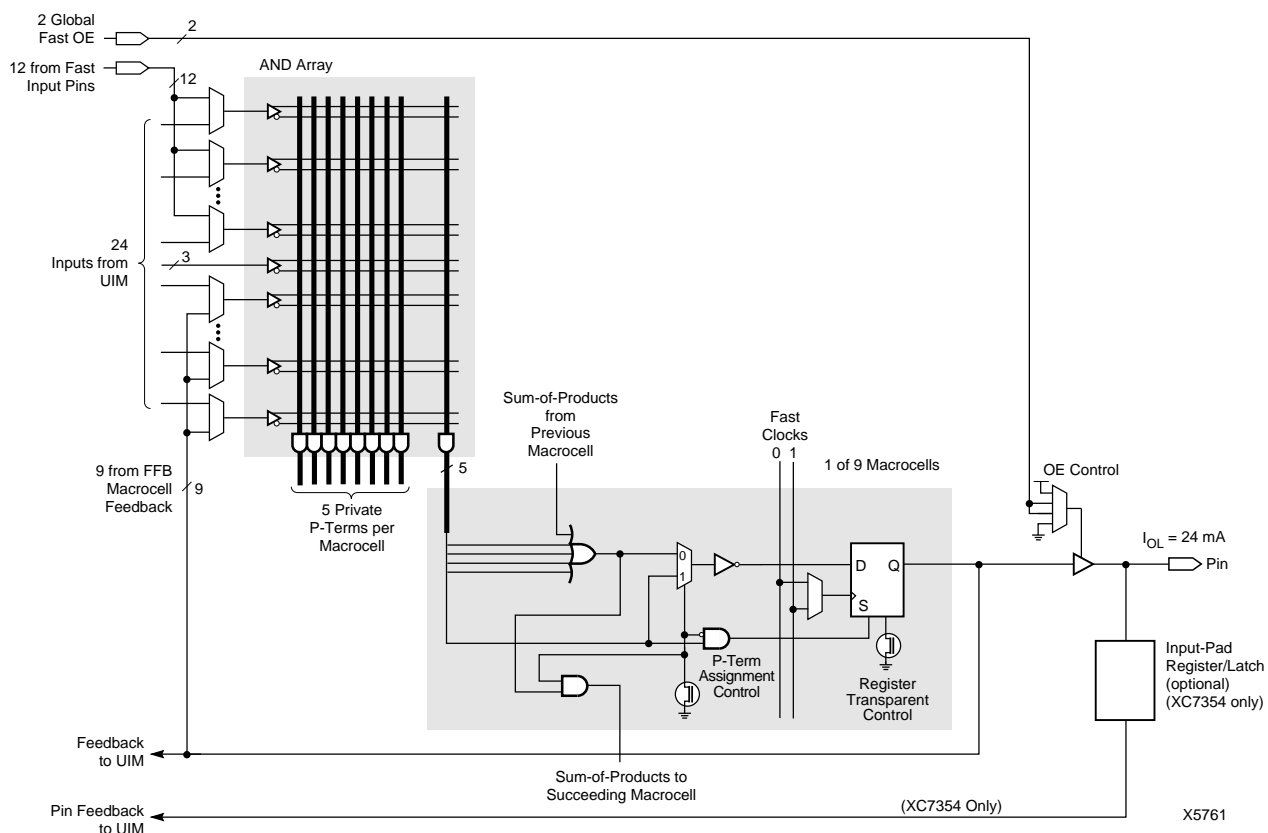 2 Global
Fast OE
2
12 from Fast
Input Pins
12
AND Array
24
Inputs from
UIM
3
9 from FFB
Macrocell
Feedback
9
5 Private
P-Terms per
Macrocell
5
Sum-of-Products
from
Previous
Macrocell
Fast
Clocks
0 1
1 of 9 Macrocells
OE Control
IOL = 24 mA
Pin
0
1
D Q
S
P-Term
Assignment
Control
Register
Transparent
Control
Input-Pad
Register/Latch
(optional)
(XC7354 only)
Feedback
to UIM
Sum-of-Products to
Succeeding Macrocell
Pin Feedback
to UIM
(XC7354 Only)
X5761